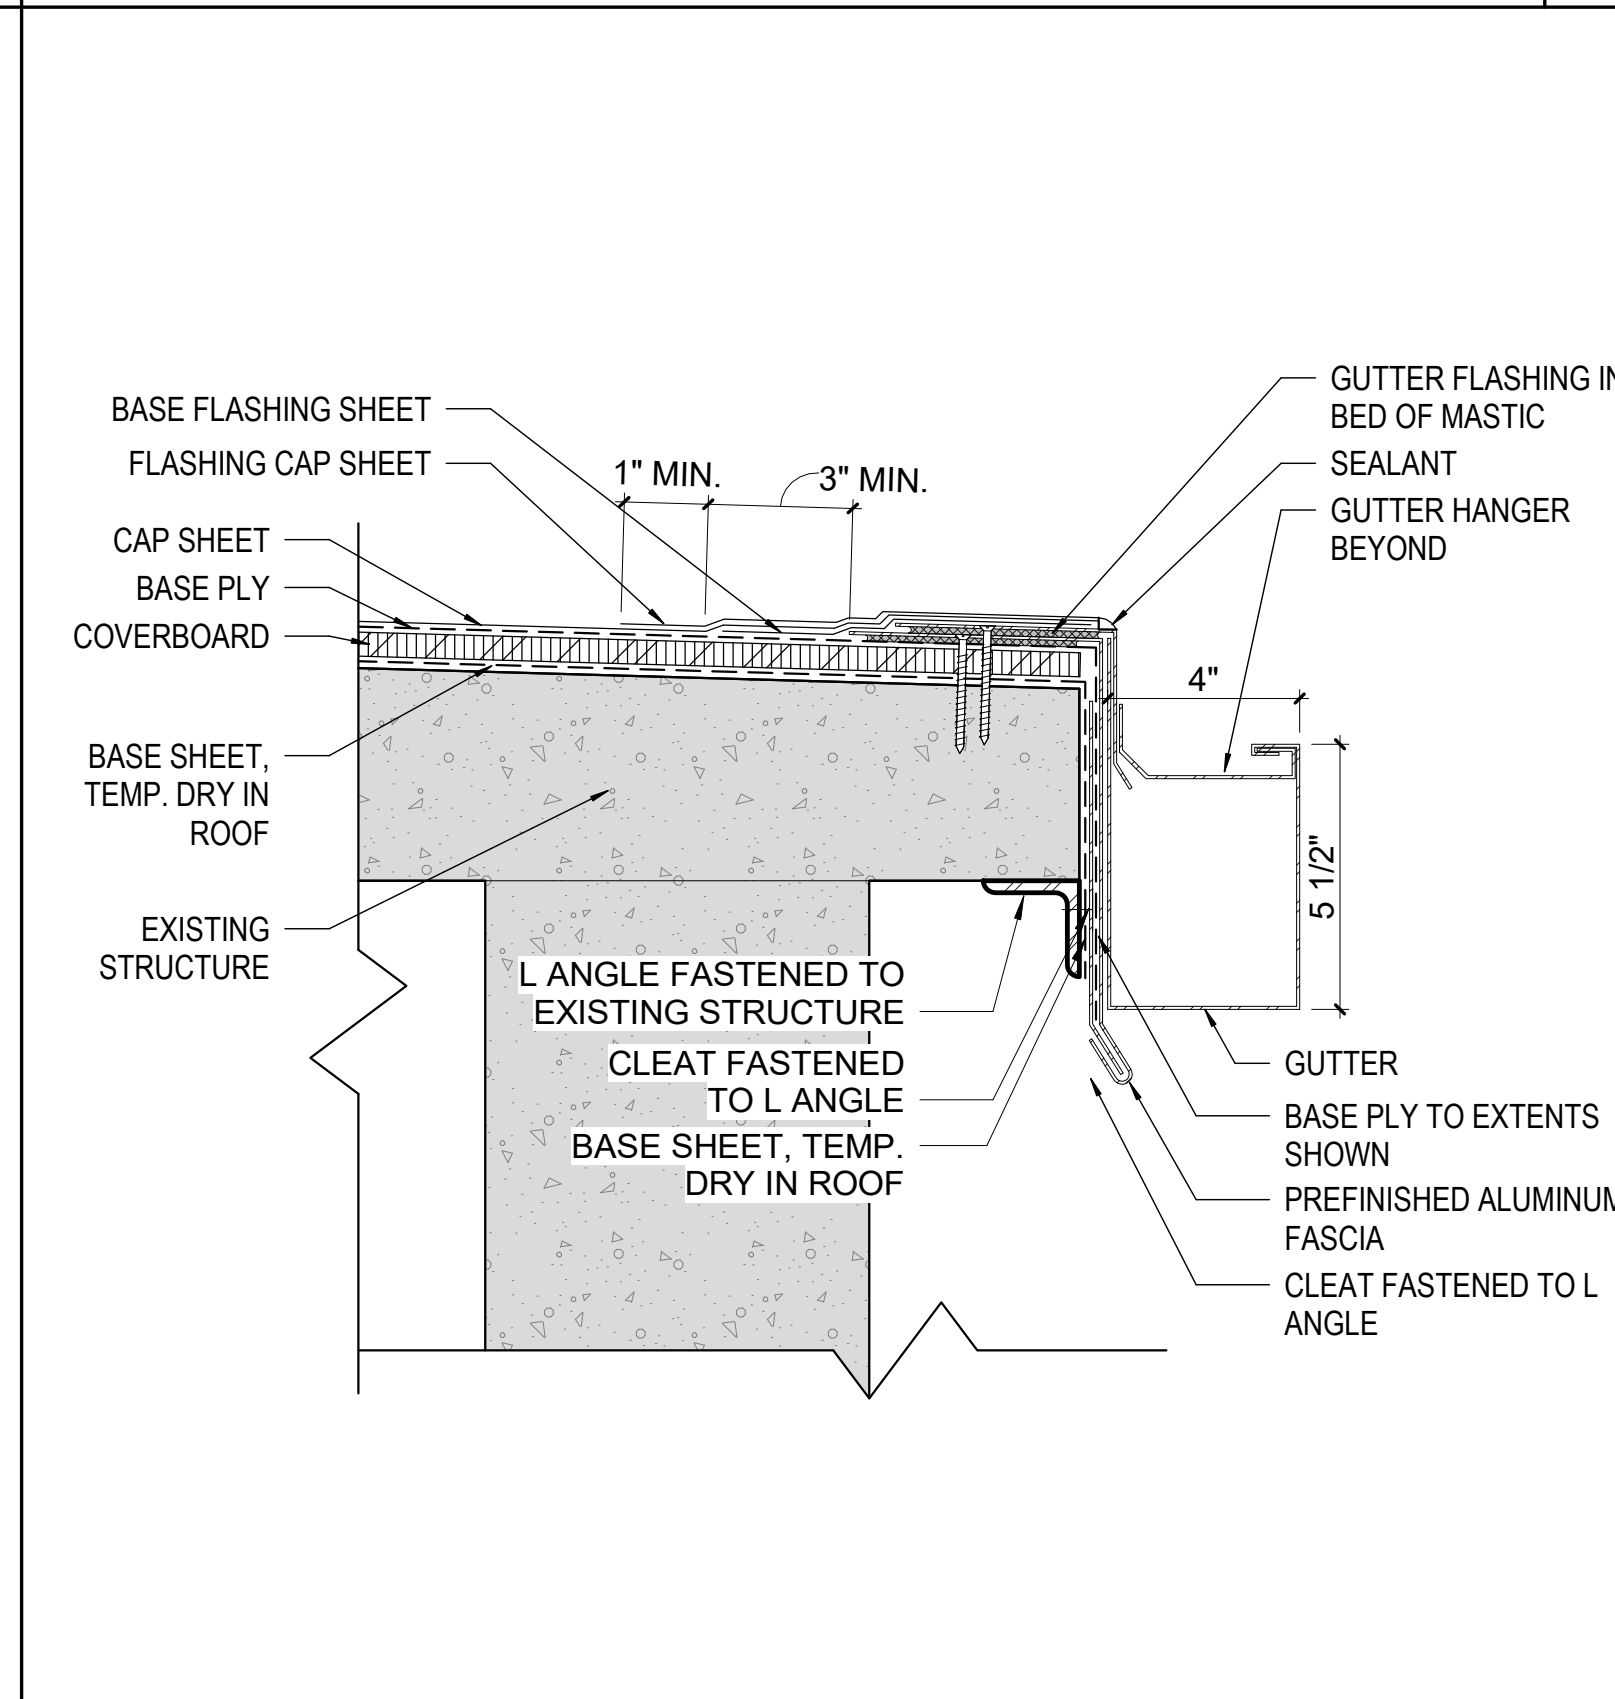 BASE FLASHING SHEET
FLASHING CAP SHEET
CAP SHEET
BASE PLY
COVERBOARD
BASE SHEET,
TEMP. DRY IN
ROOF
EXISTING
STRUCTURE
1" MIN.
3" MIN.
GUTTER FLASHING IN
BED OF MASTIC
SEALANT
GUTTER HANGER
BEYOND
4"
5 1/2"
L ANGLE FASTENED TO
EXISTING STRUCTURE
CLEAT FASTENED
TO L ANGLE
BASE SHEET, TEMP.
DRY IN ROOF
GUTTER
BASE PLY TO EXTENTS
SHOWN
PREFINISHED ALUMINUM
FASCIA
CLEAT FASTENED TO L
ANGLE